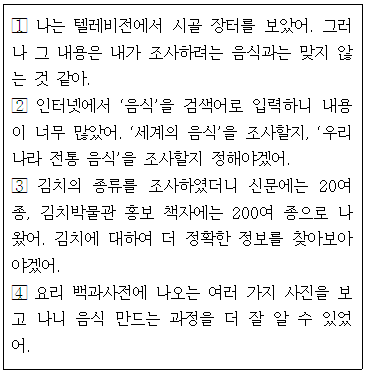 1 나는 텔레비전에서 시골 장터를 보았어. 그러
나 그 내용은 내가 조사하려는 음식과는 맞지 않
는 것 같아.
2 인터넷에서 ‘음식’을 검색어로 입력하니 내용
이 너무 많았어. ‘세계의 음식’을 조사할지, ‘우리
나라 전통 음식’을 조사할지 정해야겠어.
3 김치의 종류를 조사하였더니 신문에는 20여
종, 김치박물관 홍보 책자에는 200여 종으로 나
왔어. 김치에 대하여 더 정확한 정보를 찾아보아
야겠어.
4 요리 백과사전에 나오는 여러 가지 사진을 보
고 나니 음식 만드는 과정을 더 잘 알 수 있었
어.